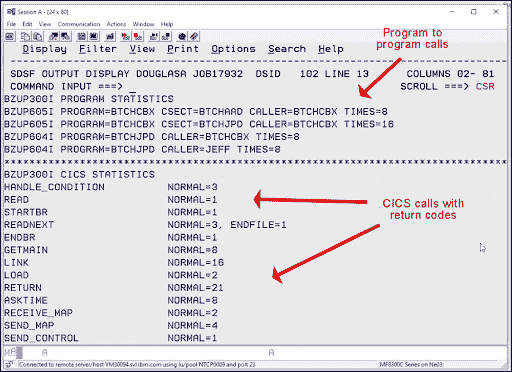 Session A - [24 x 80]
File Edit View Communication Actions Window Help
Display Filter View Print Options Search Help
Program to
program calls
SDSF OUTPUT DISPLAY DOUGLASA JOB17932 DSID 102 LINE 13 COLUMNS 02- 81
COMMAND INPUT ===> _ SCROLL ===> CSR
BZUP300I PROGRAM STATISTICS
BZUP605I PROGRAM=BTCHCBX CSECT=BTCHAAD CALLER=BTCHCBX TIMES=8
BZUP605I PROGRAM=BTCHCBX CSECT=BTCHJPD CALLER=BTCHCBX TIMES=16
BZUP604I PROGRAM=BTCHJPD CALLER=BTCHCBX TIMES=8
BZUP604I PROGRAM=BTCHCBX CALLER=JEFF TIMES=8
BZUP300I CICS STATISTICS
HANDLE_CONDITION NORMAL=3
READ NORMAL=1
STARTBR NORMAL=1
READNEXT NORMAL=3, ENDFILE=1
ENDBR NORMAL=1
GETMAIN NORMAL=8
LINK NORMAL=16
LOAD NORMAL=2
RETURN NORMAL=21
ASKTIME NORMAL=8
RECEIVE_MAP NORMAL=2
SEND_MAP NORMAL=4
SEND_CONTROL NORMAL=1
CICS calls with
return codes
MA A A
Connected to remote server/host YM30094.svl.ibm.com using lu/pool NTCP0009 and port 23